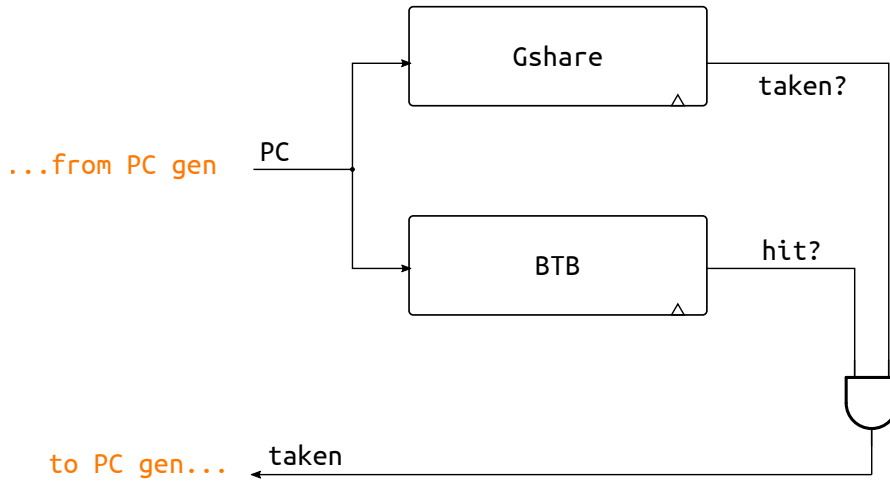 Gshare
taken?
PC
...from PC gen
hit?
BTB
taken
to PC gen...